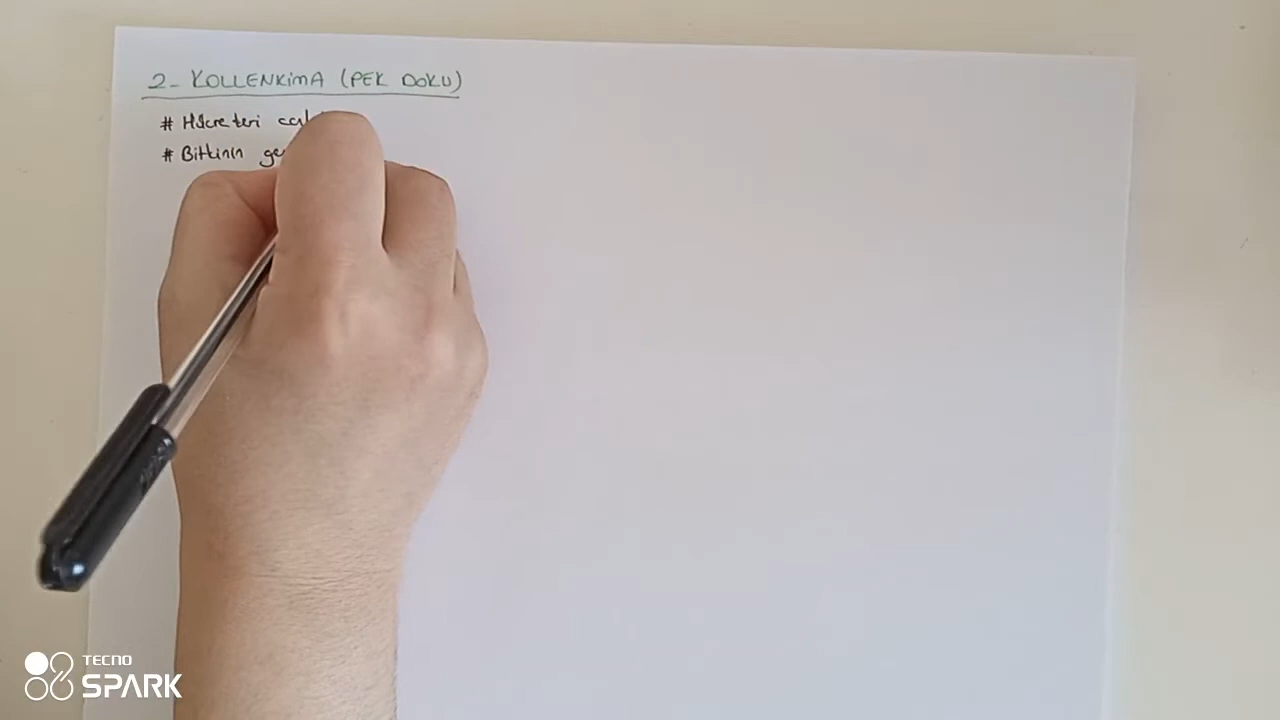 2- KOLLENKİMA (PEK DOKU)
# Hücreleri
# Bitkinin
TECNO
SPARK